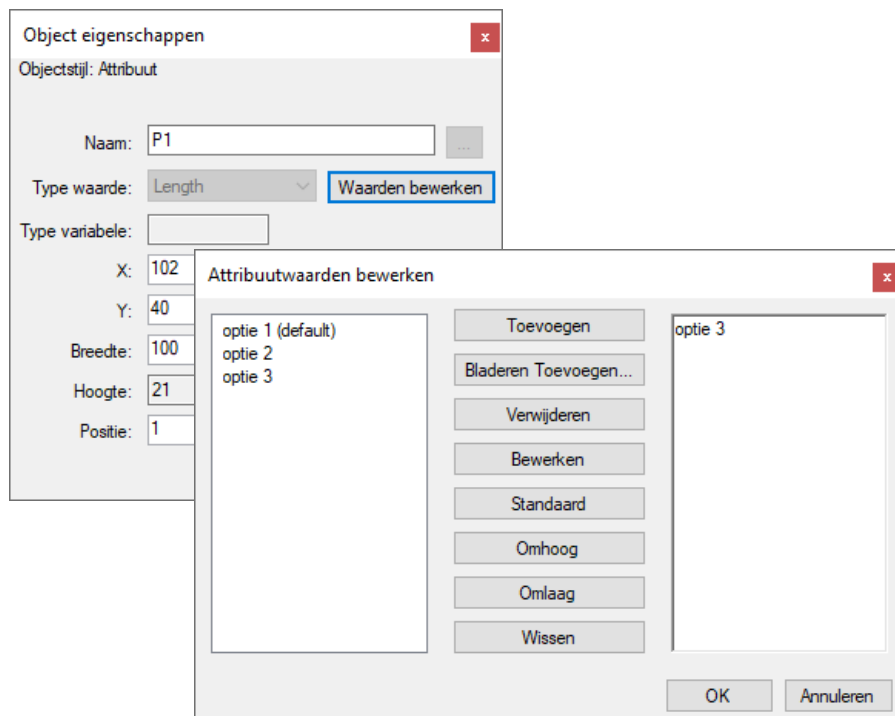 Object eigenschappen
x
Objectstijl: Attribuut
Naam: P1 ...
Type waarde: Length Waarden bewerken
Type variabele:
X: 102
Y: 40
Breedte: 100
Hoogte: 21
Positie: 1
Attribuutwaarden bewerken
x
optie 1 (default)
optie 2
optie 3
Toevoegen
Bladeren Toevoegen...
Verwijderen
Bewerken
Standaard
Omhoog
Omlaag
Wissen
optie 3
OK Annuleren